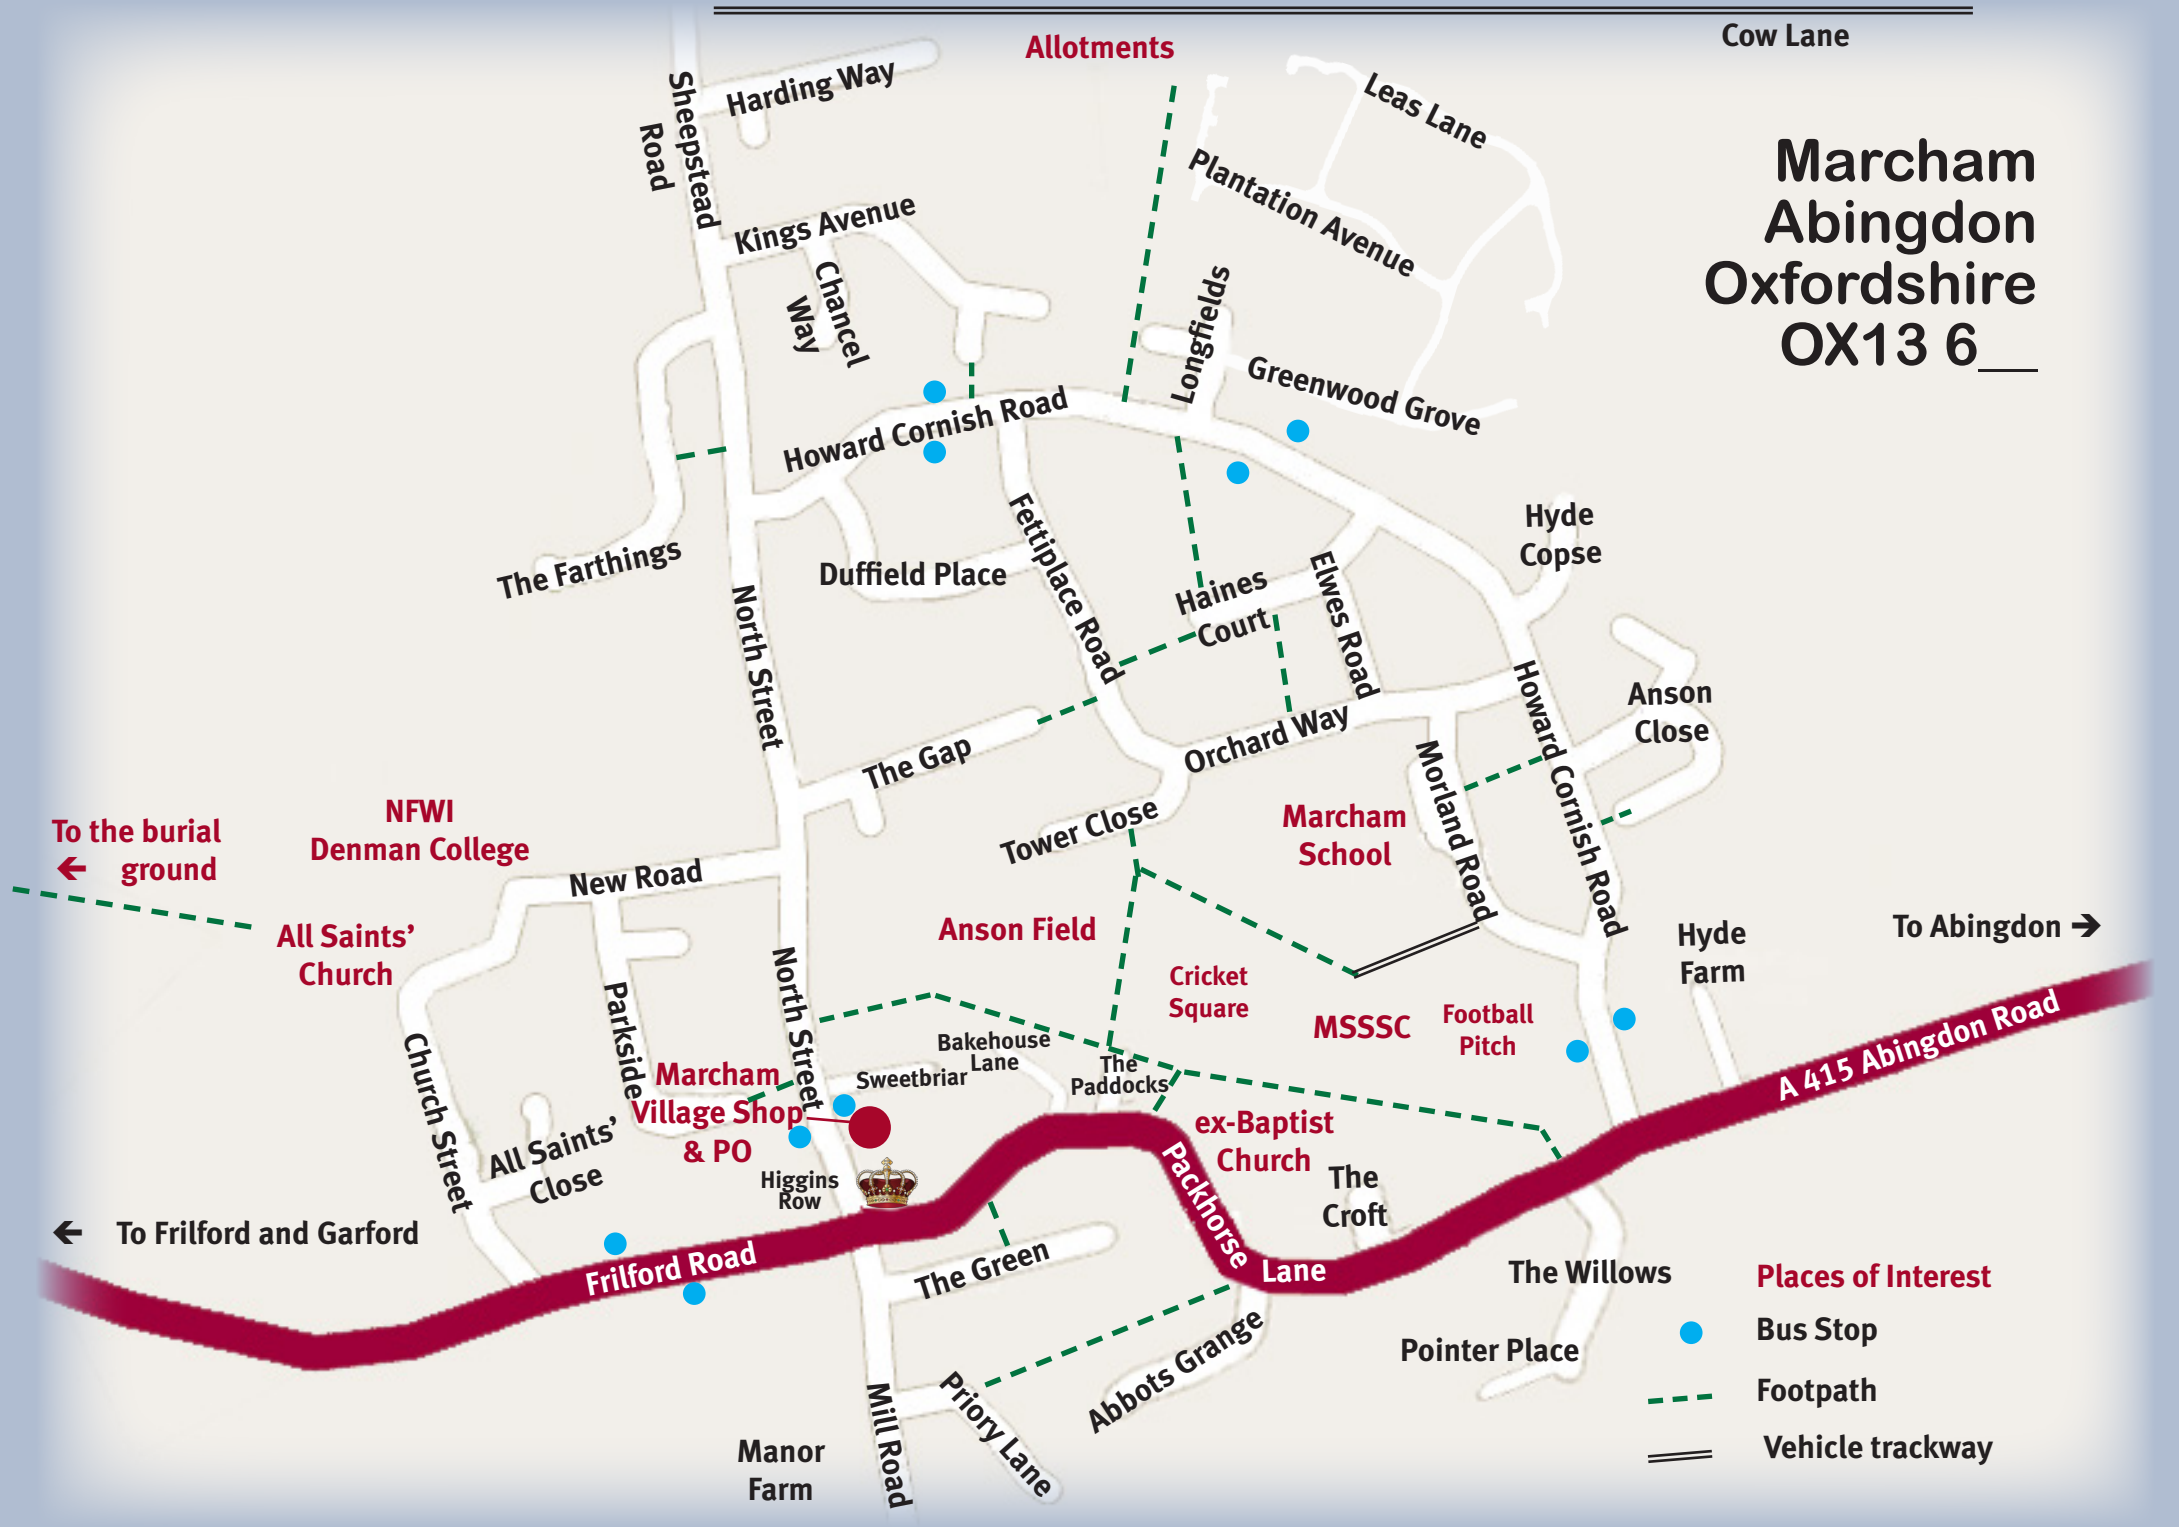 Cow Lane
Allotments
Marcham
Abingdon
Oxfordshire
OX13 6__
Sheepstead
Road
Harding Way
Leas Lane
Plantation Avenue
Kings Avenue
Chancel
Way
Longfields
Greenwood Grove
Howard Cornish Road
Hyde
Copse
The Farthings
Duffield Place
Fettiplace Road
Haines
Court
Elwes Road
North Street
Howard Cornish Road
Anson
Close
Orchard Way
The Gap
Morland Road
Tower Close
Marcham
School
NFWI
Denman College
To the burial
ground
New Road
All Saints’
Church
Anson Field
Hyde
Farm
To Abingdon
Cricket
Square
MSSSC
Football
Pitch
North Street
Parkside
Church Street
Bakehouse
Lane
Sweetbriar
The
Paddocks
A 415 Abingdon Road
Marcham
Village Shop
& PO
ex-Baptist
Church
All Saints’
Close
Higgins
Row
Packhorse
Lane
The
Croft
To Frilford and Garford
Frilford Road
The Green
The Willows
Pointer Place
Abbots Grange
Priory Lane
Mill Road
Manor
Farm
Places of Interest
Bus Stop
Footpath
Vehicle trackway